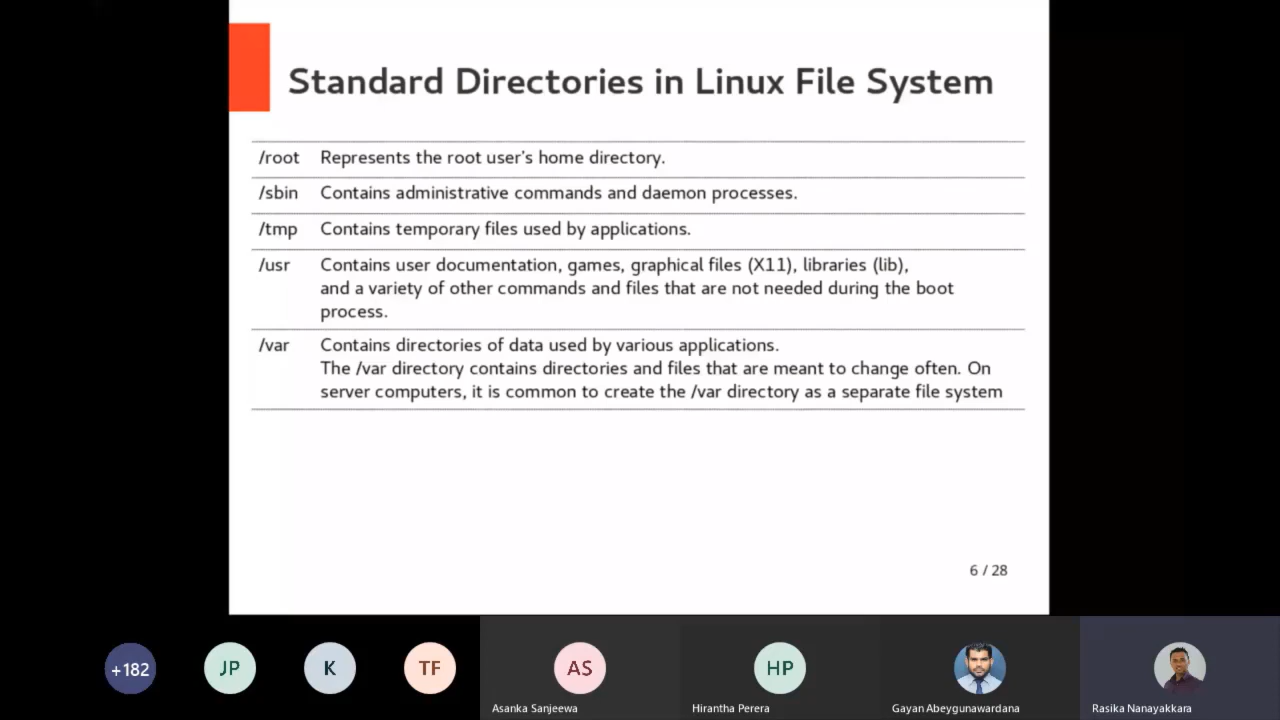 Standard Directories in Linux File System
/root Represents the root user's home directory.
/sbin Contains administrative commands and daemon processes.
/tmp Contains temporary files used by applications.
/usr Contains user documentation, games, graphical files (X11), libraries (lib),
and a variety of other commands and files that are not needed during the boot
process.
/var Contains directories of data used by various applications.
The /var directory contains directories and files that are meant to change often. On
server computers, it is common to create the /var directory as a separate file system
6 / 28
+182 JP K TF AS HP
Asanka Sanjeewa Hirantha Perera Gayan Abeygunawardana Rasika Nanayakkara